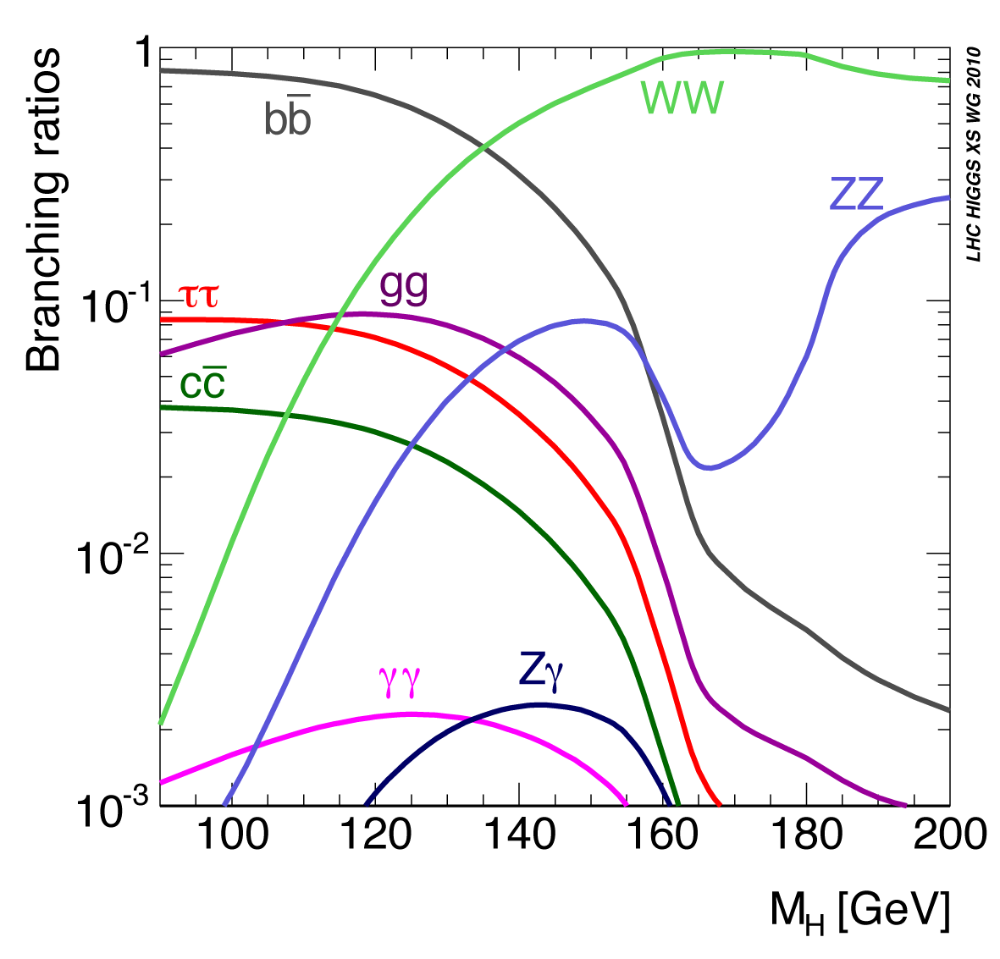 Branching ratios
1
10⁻¹
10⁻²
10⁻³
bb̅
WW
ZZ
ττ
gg
cc̅
γγ
Zγ
100 120 140 160 180 200
M_H [GeV]
LHC HIGGS XS WG 2010